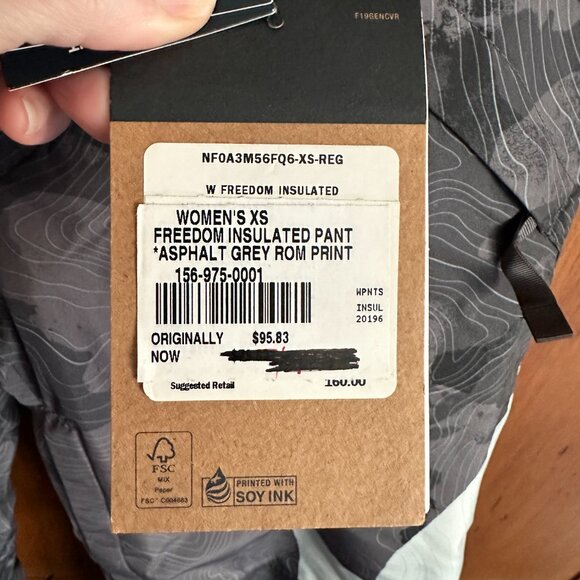 F19GENCVR
NF0A3M56FQ6-XS-REG
W FREEDOM INSULATED
WOMEN'S XS
FREEDOM INSULATED PANT
*ASPHALT GREY ROM PRINT
156-975-0001
WPNTS
INSUL
20196
ORIGINALLY $95.83
NOW
Suggested Retail 160.00
FSC
MIX
Paper
FSC® C004683
PRINTED WITH
SOY INK